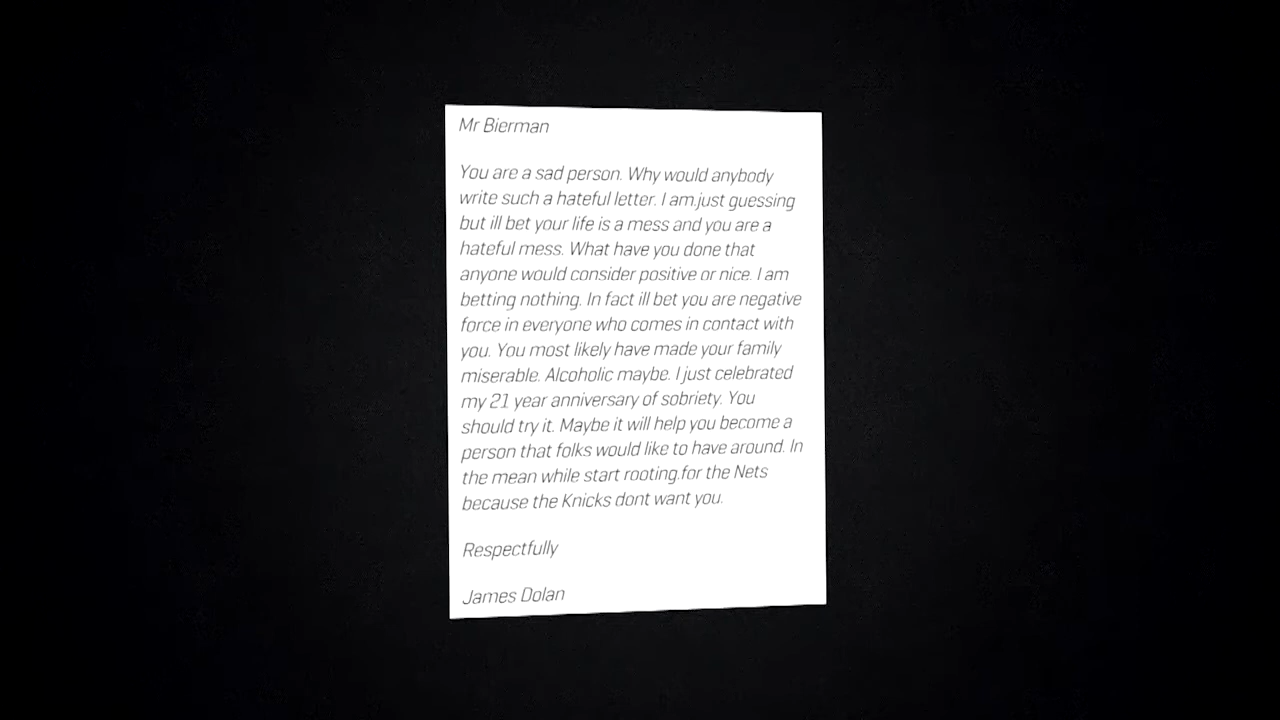 Mr Bierman
You are a sad person. Why would anybody
write such a hateful letter. I am.just guessing
but ill bet your life is a mess and you are a
hateful mess. What have you done that
anyone would consider positive or nice. I am
betting nothing. In fact ill bet you are negative
force in everyone who comes in contact with
you. You most likely have made your family
miserable. Alcoholic maybe. I just celebrated
my 21 year anniversary of sobriety. You
should try it. Maybe it will help you become a
person that folks would like to have around. In
the mean while start rooting.for the Nets
because the Knicks dont want you.
Respectfully
James Dolan